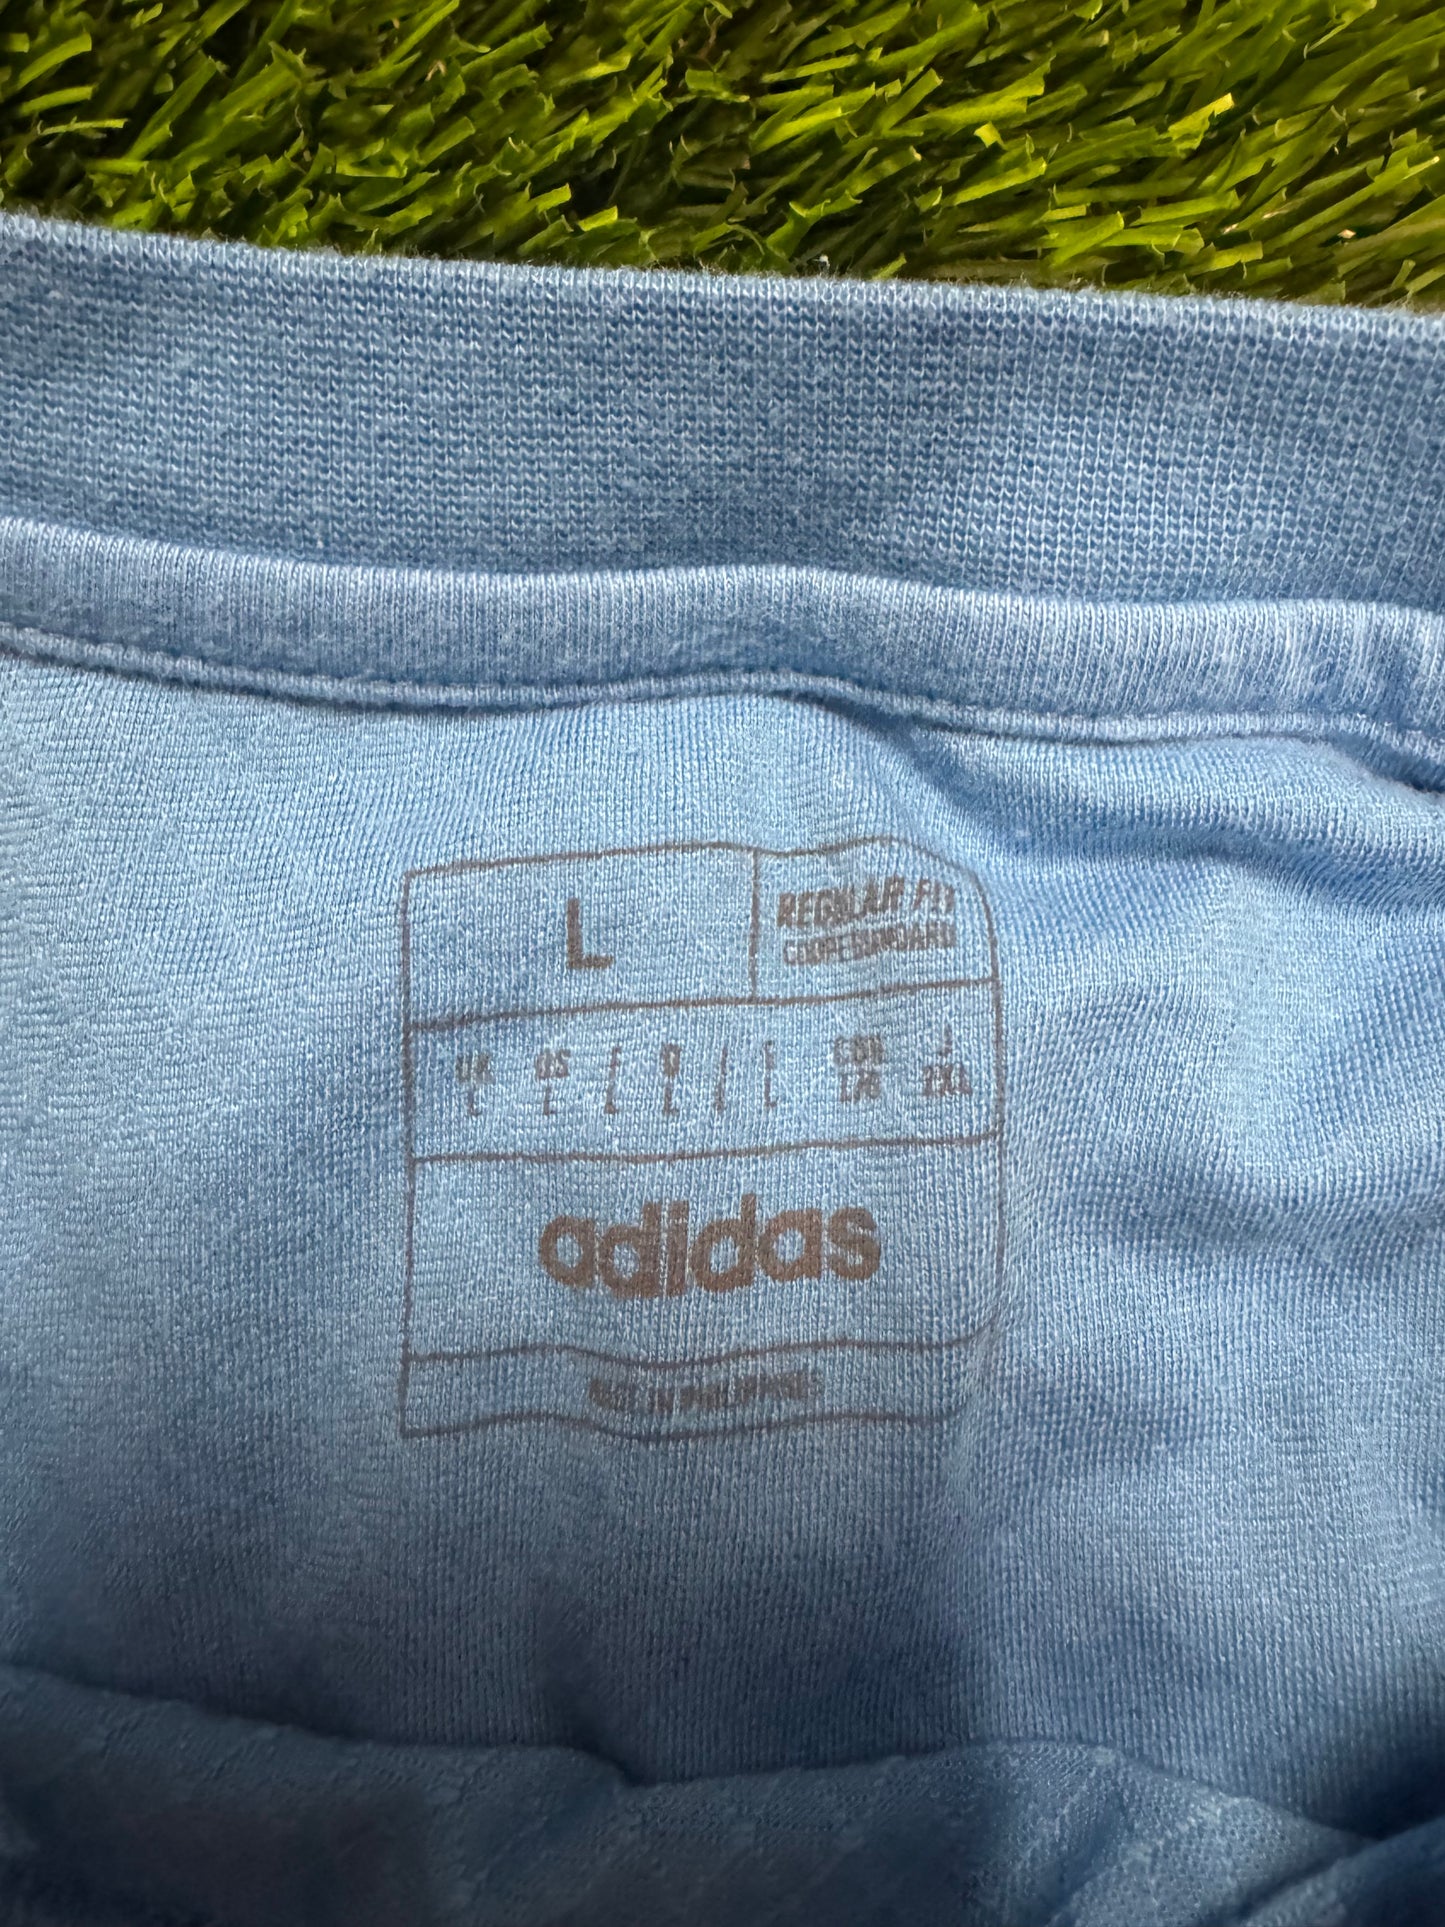 L
REGULAR FIT
COUPE STANDARD
UK US F D I CHN J
L L L L L L 2XL
adidas
MADE IN PHILIPPINES